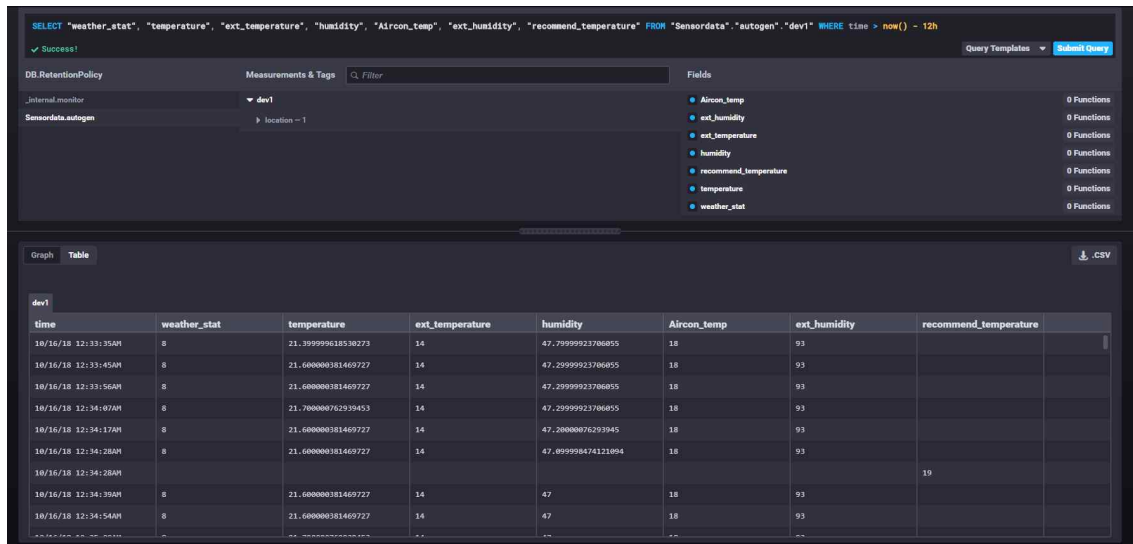 SELECT "weather_stat", "temperature", "ext_temperature", "humidity", "Aircon_temp", "ext_humidity", "recommend_temperature" FROM "Sensordata"."autogen"."dev1" WHERE time > now() - 12h
✓ Success!
Query Templates Submit Query
DB.RetentionPolicy Measurements & Tags Filter Fields
_internal.monitor dev1 Aircon_temp 0 Functions
Sensordata.autogen location — 1 ext_humidity 0 Functions
ext_temperature 0 Functions
humidity 0 Functions
recommend_temperature 0 Functions
temperature 0 Functions
weather_stat 0 Functions
Graph Table .CSV
dev1
time weather_stat temperature ext_temperature humidity Aircon_temp ext_humidity recommend_temperature
10/16/18 12:33:35AM 8 21.399999618530273 14 47.79999923706055 18 93
10/16/18 12:33:45AM 8 21.600000381469727 14 47.29999923706055 18 93
10/16/18 12:33:56AM 8 21.600000381469727 14 47.29999923706055 18 93
10/16/18 12:34:07AM 8 21.700000762939453 14 47.29999923706055 18 93
10/16/18 12:34:17AM 8 21.600000381469727 14 47.20000076293945 18 93
10/16/18 12:34:28AM 8 21.600000381469727 14 47.099998474121094 18 93
10/16/18 12:34:28AM 19
10/16/18 12:34:39AM 8 21.600000381469727 14 47 18 93
10/16/18 12:34:54AM 8 21.600000381469727 14 47 18 93